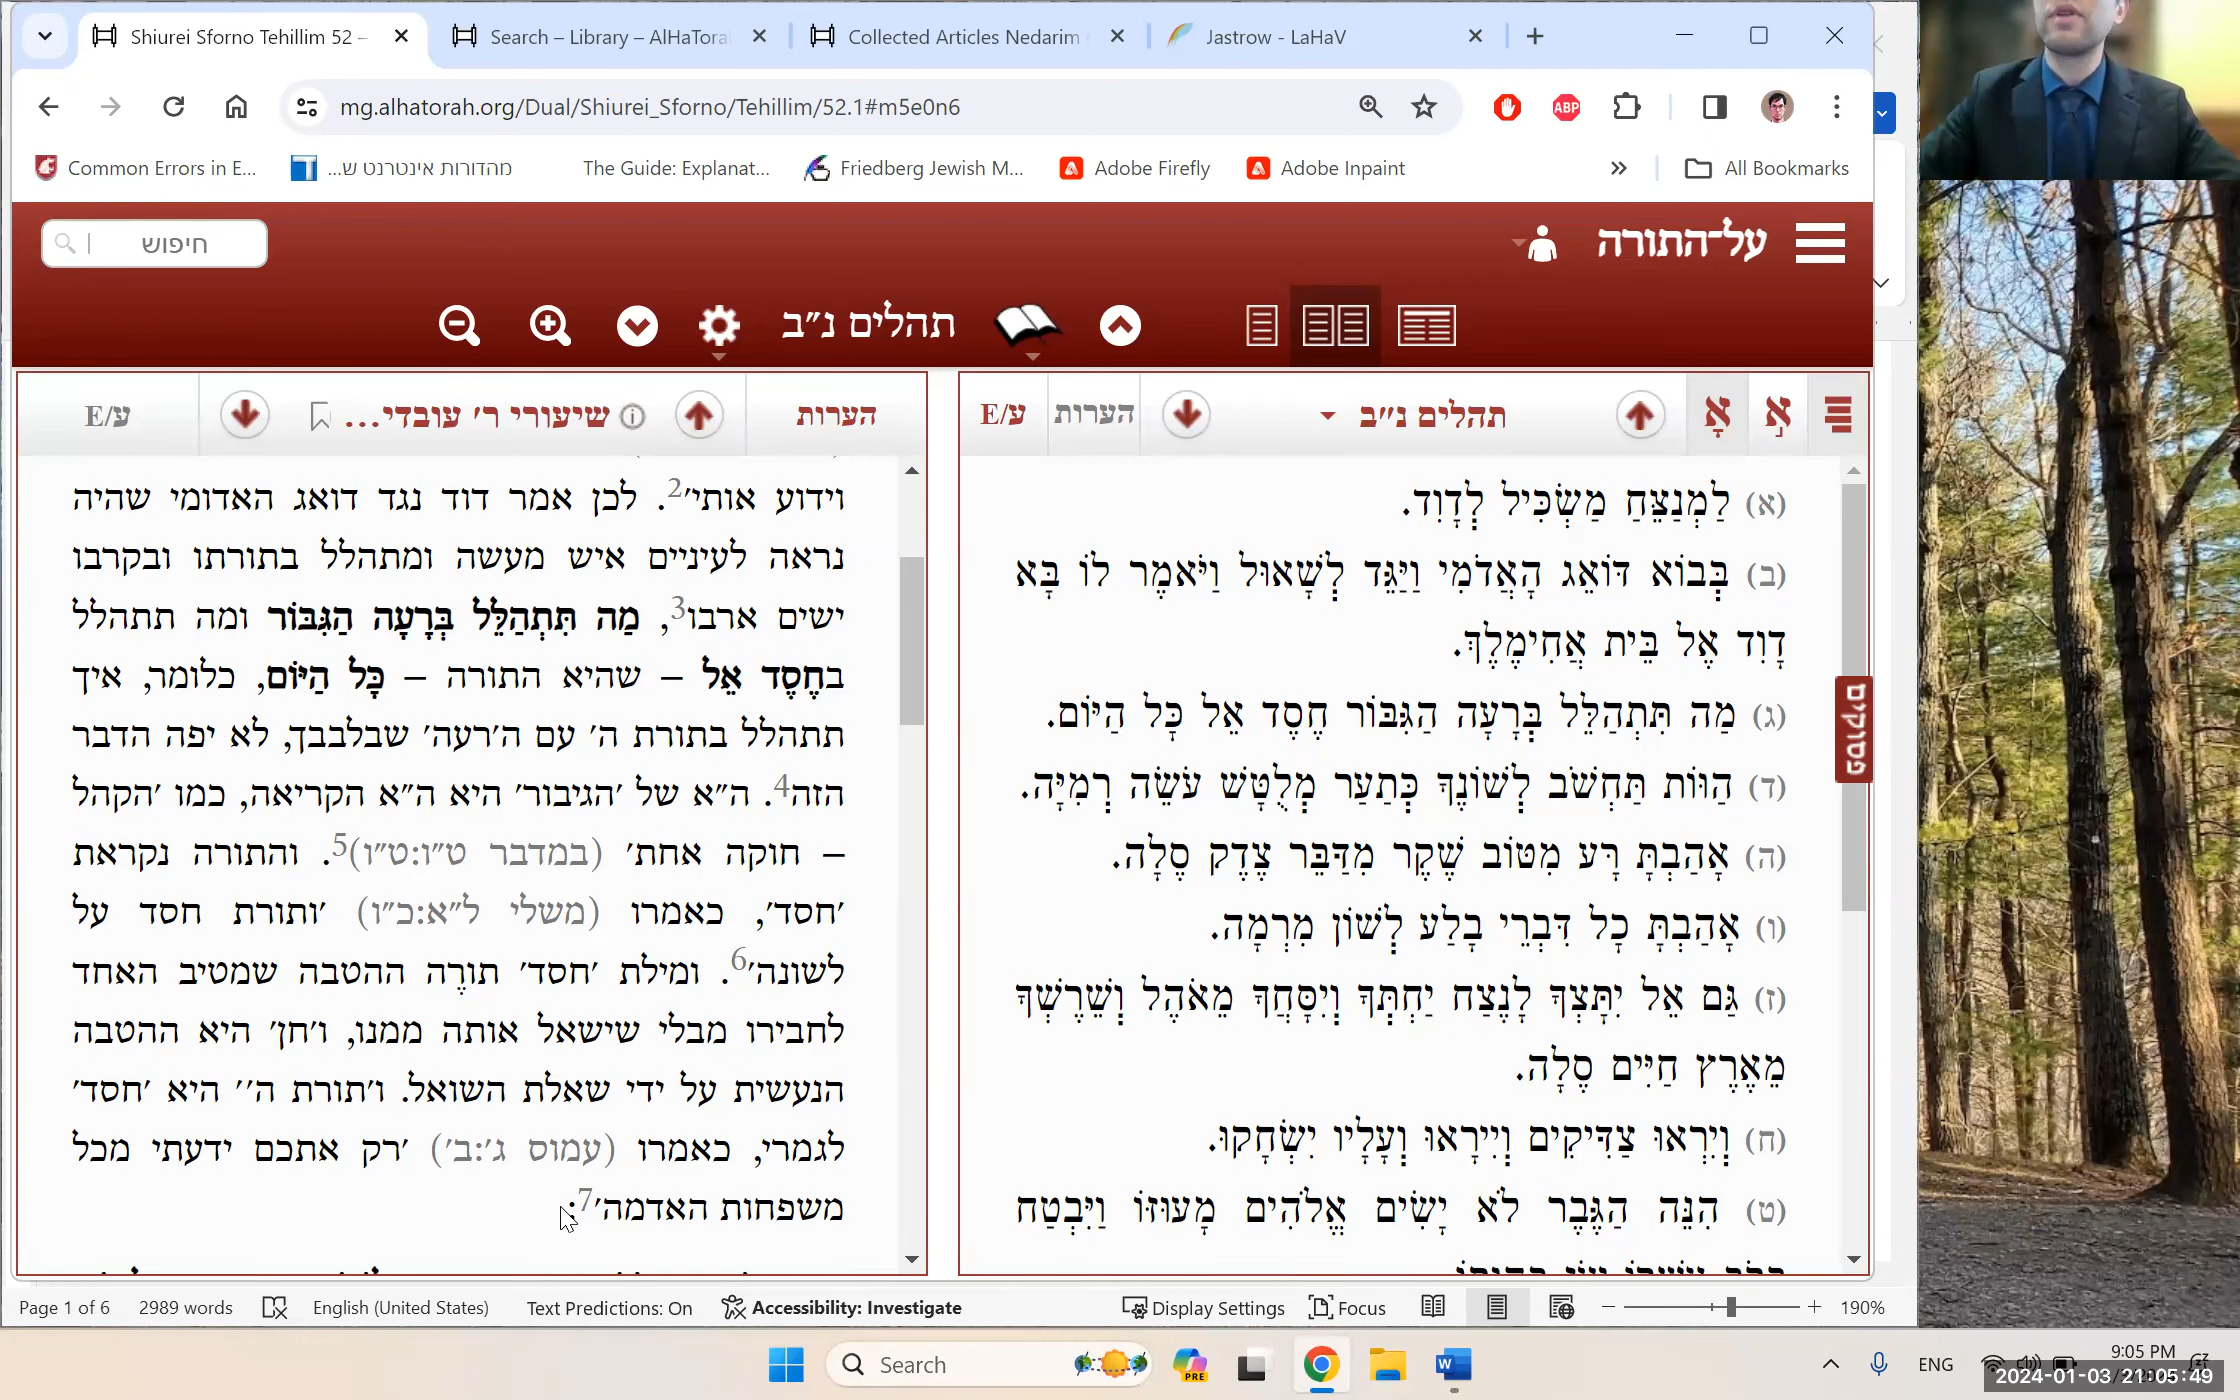 Shiurei Sforno Tehillim 52 –
Search – Library – AlHaTora
Collected Articles Nedarim
Jastrow - LaHaV
mg.alhatorah.org/Dual/Shiurei_Sforno/Tehillim/52.1#m5e0n6
ABP
Common Errors in E...
מהדורות אינטרנט ש...
The Guide: Explanat...
Friedberg Jewish M...
Adobe Firefly
Adobe Inpaint
All Bookmarks
על־התורה
חיפוש
תהלים נ״ב
תהלים נ״ב
הערות
ע/E
(א) לַמְנַצֵּחַ מַשְׂכִּיל לְדָוִד.
(ב) בְּבוֹא דּוֹאֵג הָאֲדֹמִי וַיַּגֵּד לְשָׁאוּל וַיֹּאמֶר לוֹ בָּא
דָוִד אֶל בֵּית אֲחִימֶלֶךְ.
(ג) מַה תִּתְהַלֵּל בְּרָעָה הַגִּבּוֹר חֶסֶד אֵל כָּל הַיּוֹם.
(ד) הַוּוֹת תַּחְשֹׁב לְשׁוֹנֶךָ כְּתַעַר מְלֻטָּשׁ עֹשֵׂה רְמִיָּה.
(ה) אָהַבְתָּ רָּע מִטּוֹב שֶׁקֶר מִדַּבֵּר צֶדֶק סֶלָה.
(ו) אָהַבְתָּ כָל דִּבְרֵי בָלַע לְשׁוֹן מִרְמָה.
(ז) גַּם אֵל יִתָּצְךָ לָנֶצַח יַחְתְּךָ וְיִסָּחֲךָ מֵאֹהֶל וְשֵׁרֶשְׁךָ
מֵאֶרֶץ חַיִּים סֶלָה.
(ח) וְיִרְאוּ צַדִּיקִים וְיִירָאוּ וְעָלָיו יִשְׂחָקוּ.
(ט) הִנֵּה הַגֶּבֶר לֹא יָשִׂים אֱלֹהִים מָעוּזּוֹ וַיִּבְטַח
פסוקים
הערות
שיעורי ר׳ עובדי...
ע/E
וידוע אותי׳2. לכן אמר דוד נגד דואג האדומי שהיה
נראה לעיניים איש מעשה ומתהלל בתורתו ובקרבו
ישים ארבו3, מַה תִּתְהַלֵּל בְּרָעָה הַגִּבּוֹר ומה תתהלל
בחֶסֶד אֵל – שהיא התורה – כָּל הַיּוֹם, כלומר, איך
תתהלל בתורת ה׳ עם ה׳רעה׳ שבלבבך, לא יפה הדבר
הזה4. ה״א של ׳הגיבור׳ היא ה״א הקריאה, כמו ׳הקהל
– חוקה אחת׳ (במדבר ט״ו:ט״ו)5. והתורה נקראת
׳חסד׳, כאמרו (משלי ל״א:כ״ו) ׳ותורת חסד על
לשונה׳6. ומילת ׳חסד׳ תורֶה ההטבה שמטיב האחד
לחבירו מבלי שישאל אותה ממנו, ו׳חן׳ היא ההטבה
הנעשית על ידי שאלת השואל. ו׳תורת ה׳׳ היא ׳חסד׳
לגמרי, כאמרו (עמוס ג׳:ב׳) ׳רק אתכם ידעתי מכל
משפחות האדמה׳7:
Page 1 of 6
2989 words
English (United States)
Text Predictions: On
Accessibility: Investigate
Display Settings
Focus
190%
Search
PRE
W
ENG
9:05 PM
2024-01-03 21:05:49